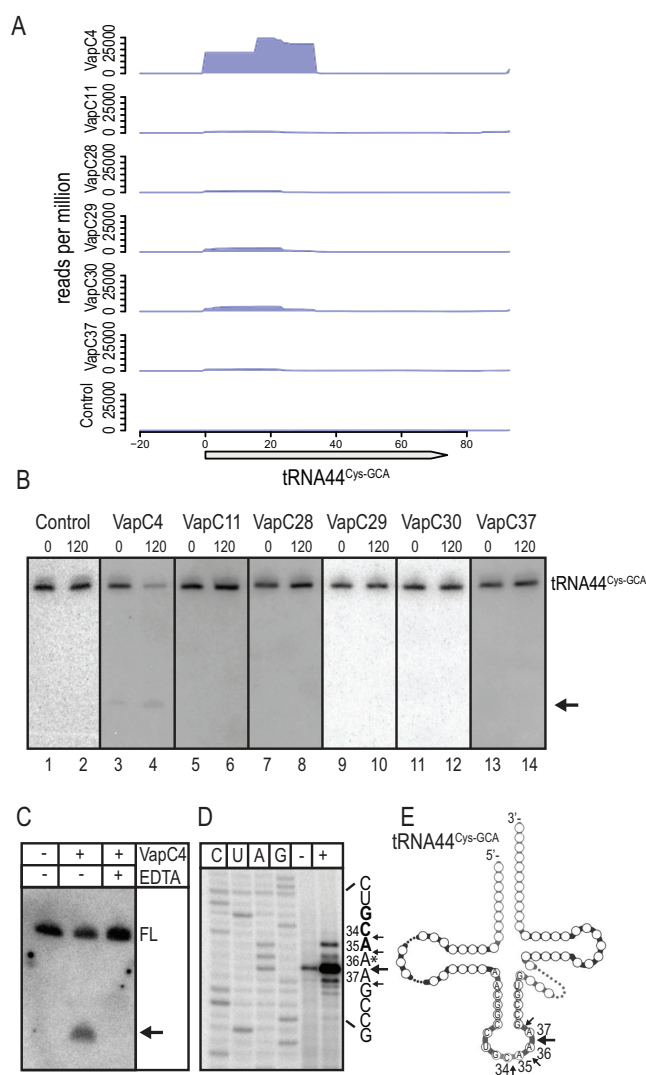 A
reads per million
VapC4
0 25000
VapC11
0 25000
VapC28
0 25000
VapC29
0 25000
VapC30
0 25000
VapC37
0 25000
Control
0 25000
−20 0 20 40 60 80
tRNA44Cys-GCA
B
Control VapC4 VapC11 VapC28 VapC29 VapC30 VapC37
0 120 0 120 0 120 0 120 0 120 0 120 0 120
tRNA44Cys-GCA
1 2 3 4 5 6 7 8 9 10 11 12 13 14
C
- + + VapC4
- - + EDTA
FL
D
C U A G - +
C
U
G
34 C
35 A
36 A*
37 A
G
C
C
G
E
tRNA44Cys-GCA
3'-
5'-
37
36
35
34